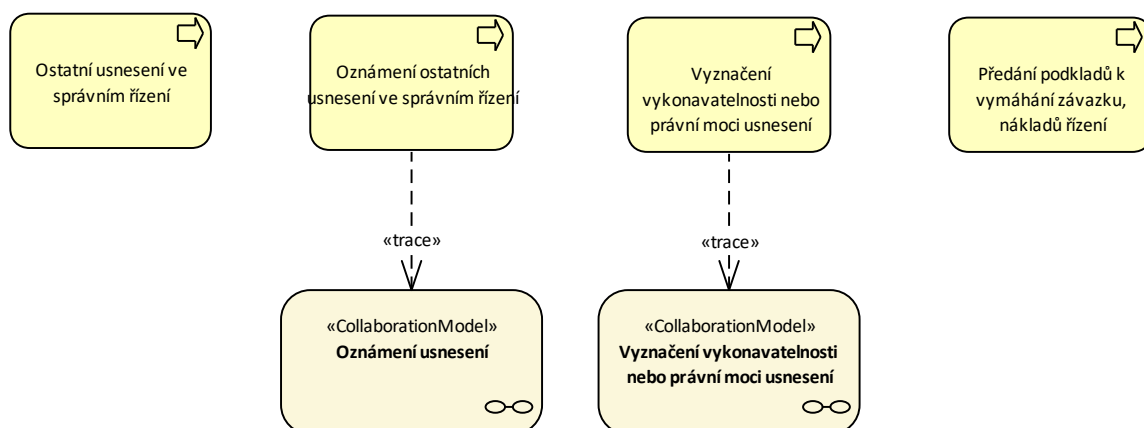 Ostatní usnesení ve
správním řízení
Oznámení ostatních
usnesení ve správním řízení
Vyznačení
vykonavatelnosti nebo
právní moci usnesení
Předání podkladů k
vymáhání závazku,
nákladů řízení
«trace»
«trace»
«CollaborationModel»
Oznámení usnesení
«CollaborationModel»
Vyznačení vykonavatelnosti
nebo právní moci usnesení